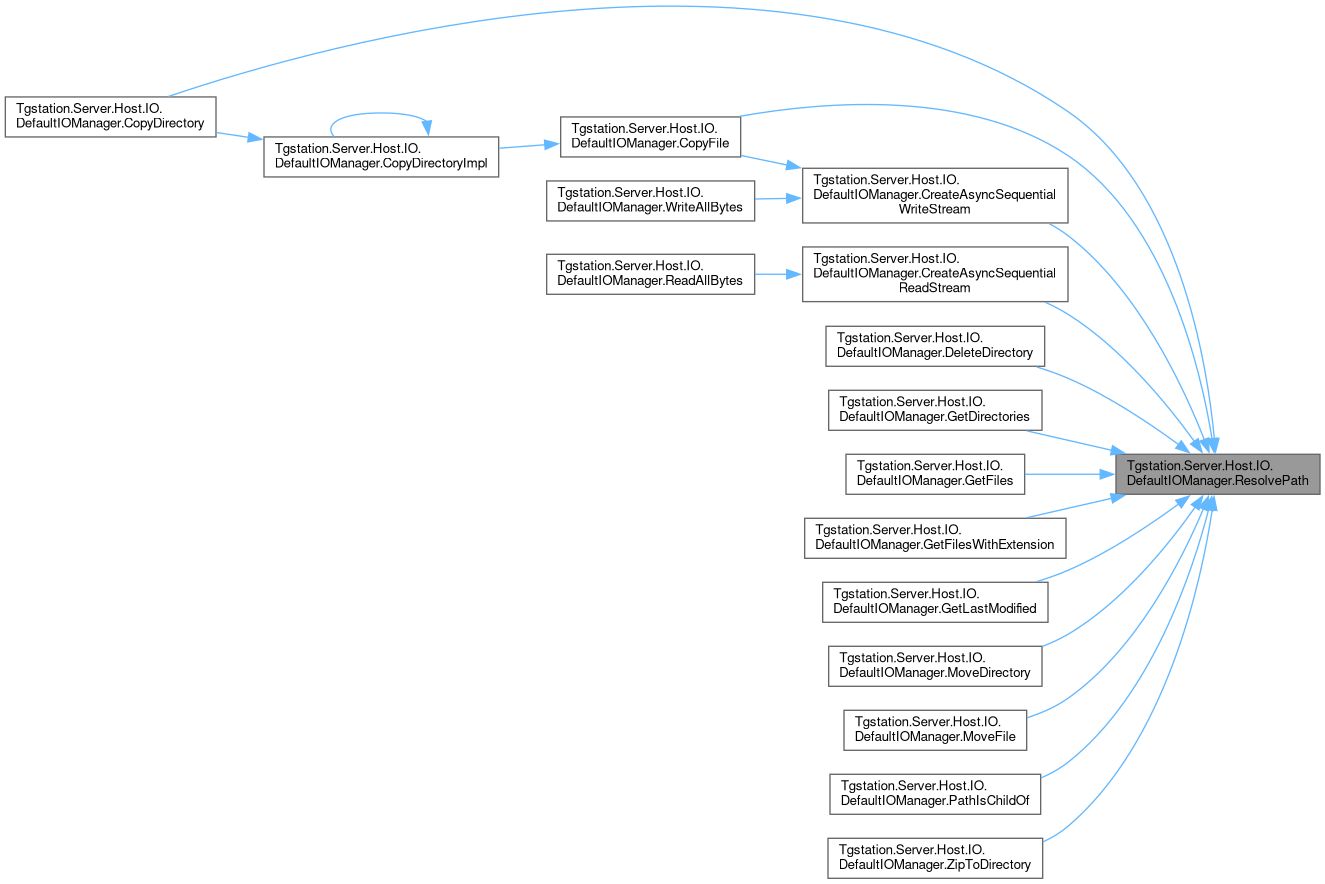 Tgstation.Server.Host.IO.
DefaultIOManager.CopyDirectory
Tgstation.Server.Host.IO.
DefaultIOManager.CopyDirectoryImpl
Tgstation.Server.Host.IO.
DefaultIOManager.CopyFile
Tgstation.Server.Host.IO.
DefaultIOManager.WriteAllBytes
Tgstation.Server.Host.IO.
DefaultIOManager.ReadAllBytes
Tgstation.Server.Host.IO.
DefaultIOManager.CreateAsyncSequential
WriteStream
Tgstation.Server.Host.IO.
DefaultIOManager.CreateAsyncSequential
ReadStream
Tgstation.Server.Host.IO.
DefaultIOManager.DeleteDirectory
Tgstation.Server.Host.IO.
DefaultIOManager.GetDirectories
Tgstation.Server.Host.IO.
DefaultIOManager.GetFiles
Tgstation.Server.Host.IO.
DefaultIOManager.GetFilesWithExtension
Tgstation.Server.Host.IO.
DefaultIOManager.GetLastModified
Tgstation.Server.Host.IO.
DefaultIOManager.MoveDirectory
Tgstation.Server.Host.IO.
DefaultIOManager.MoveFile
Tgstation.Server.Host.IO.
DefaultIOManager.PathIsChildOf
Tgstation.Server.Host.IO.
DefaultIOManager.ZipToDirectory
Tgstation.Server.Host.IO.
DefaultIOManager.ResolvePath